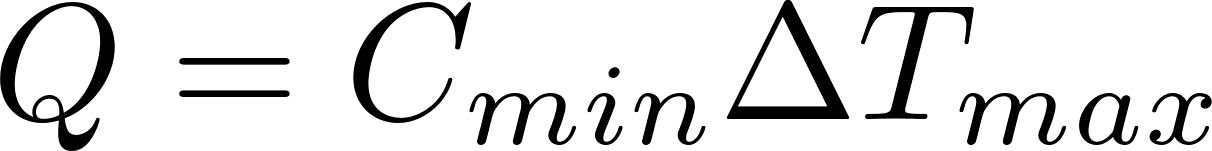 Q = C_{min}ΔT_{max}